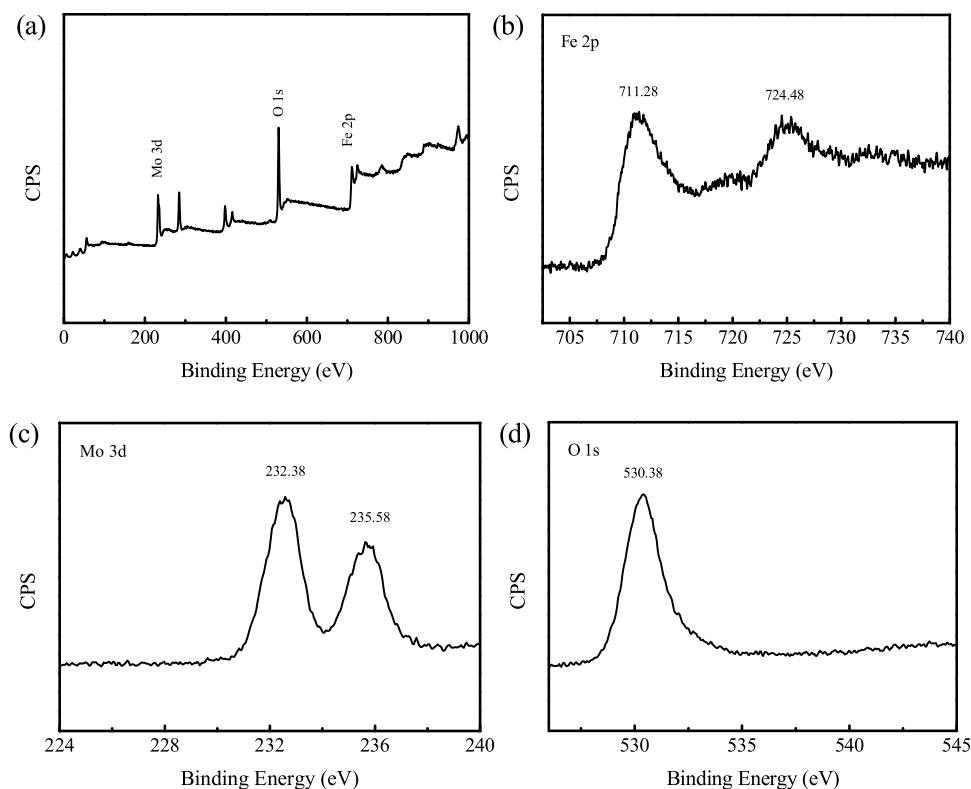 (a)
Mo 3d
O 1s
Fe 2p
CPS
0 200 400 600 800 1000
Binding Energy (eV)
(b)
Fe 2p
711.28
724.48
CPS
705 710 715 720 725 730 735 740
Binding Energy (eV)
(c)
Mo 3d
232.38
235.58
CPS
224 228 232 236 240
Binding Energy (eV)
(d)
O 1s
530.38
CPS
530 535 540 545
Binding Energy (eV)